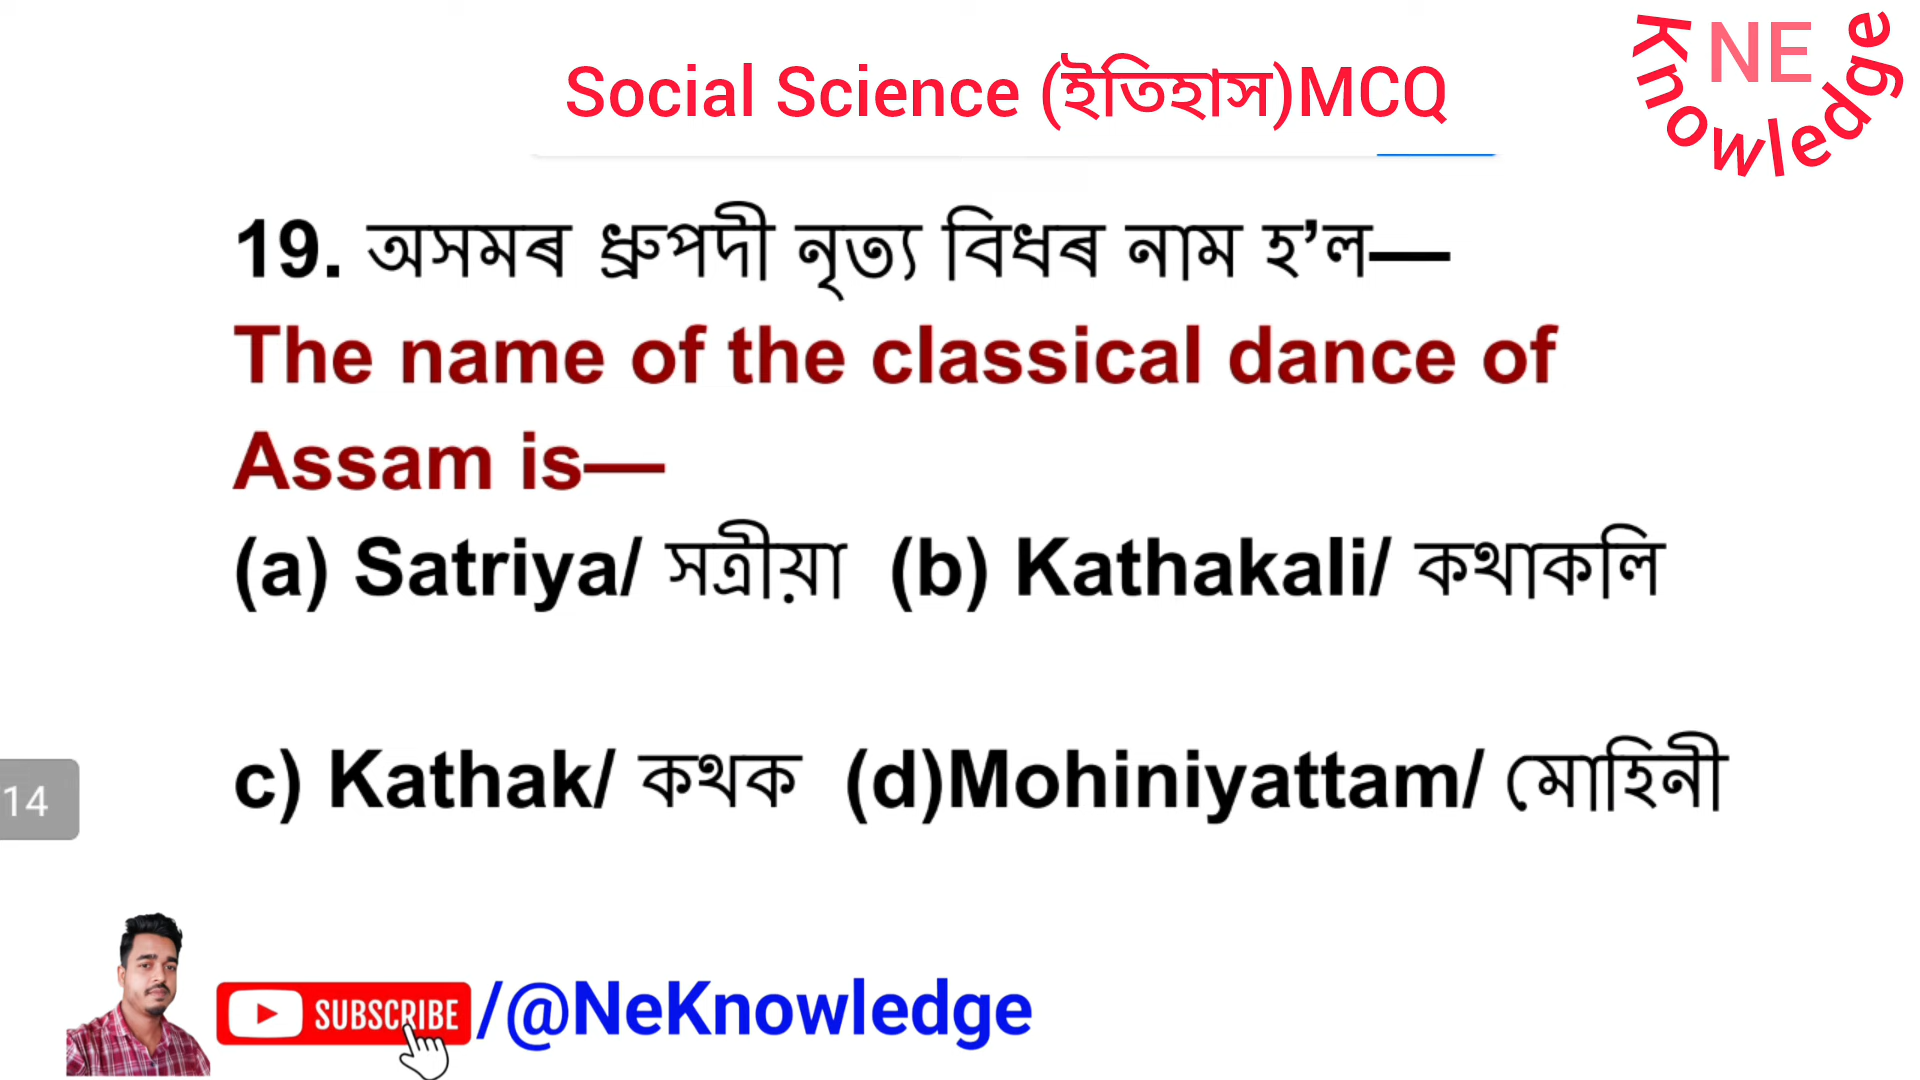 Social Science (ইতিহাস)MCQ
NE
Knowledge
19. অসমৰ ধ্ৰুপদী নৃত্য বিধৰ নাম হ’ল—
The name of the classical dance of
Assam is—
(a) Satriya/ সত্ৰীয়া (b) Kathakali/ কথাকলি
c) Kathak/ কথক (d)Mohiniyattam/ মোহিনী
14
SUBSCRIBE /@NeKnowledge